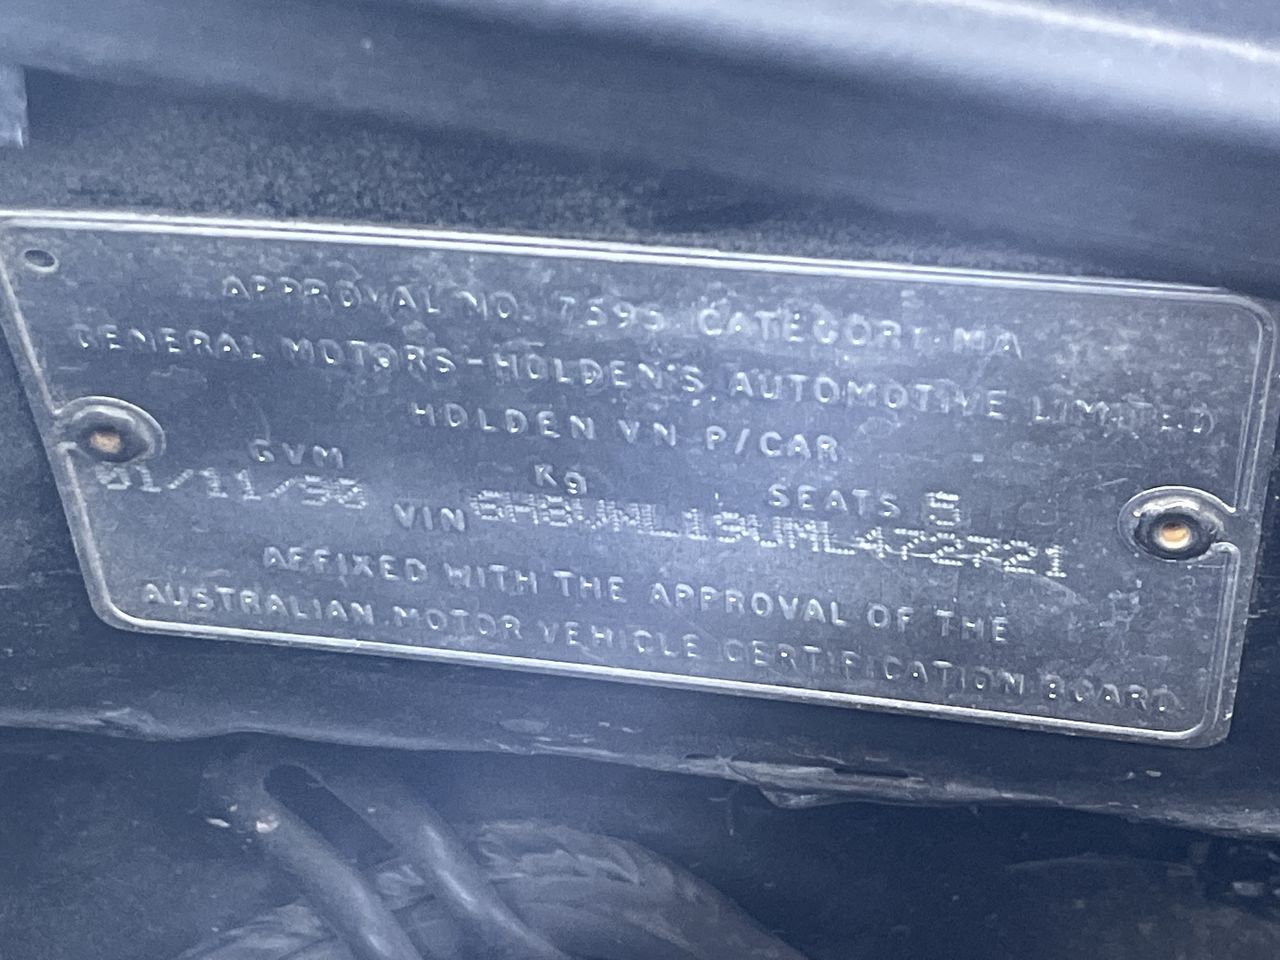 APPROVAL NO. 7595 CATEGORY MA
GENERAL MOTORS-HOLDEN'S AUTOMOTIVE LIMITED
HOLDEN VN P/CAR
GVM Kg SEATS 5
01/11/90 VIN
AFFIXED WITH THE APPROVAL OF THE
AUSTRALIAN MOTOR VEHICLE CERTIFICATION BOARD